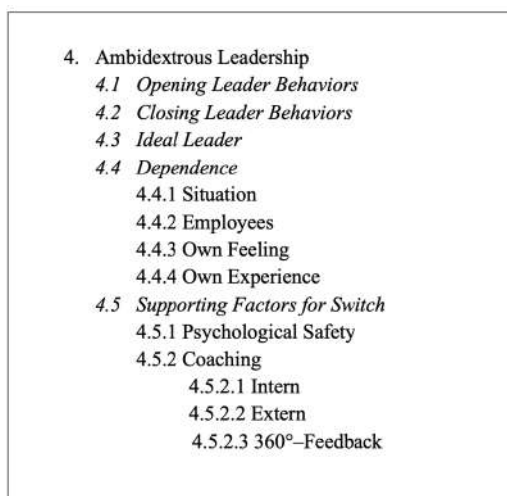 4. Ambidextrous Leadership
4.1 Opening Leader Behaviors
4.2 Closing Leader Behaviors
4.3 Ideal Leader
4.4 Dependence
4.4.1 Situation
4.4.2 Employees
4.4.3 Own Feeling
4.4.4 Own Experience
4.5 Supporting Factors for Switch
4.5.1 Psychological Safety
4.5.2 Coaching
4.5.2.1 Intern
4.5.2.2 Extern
4.5.2.3 360°–Feedback